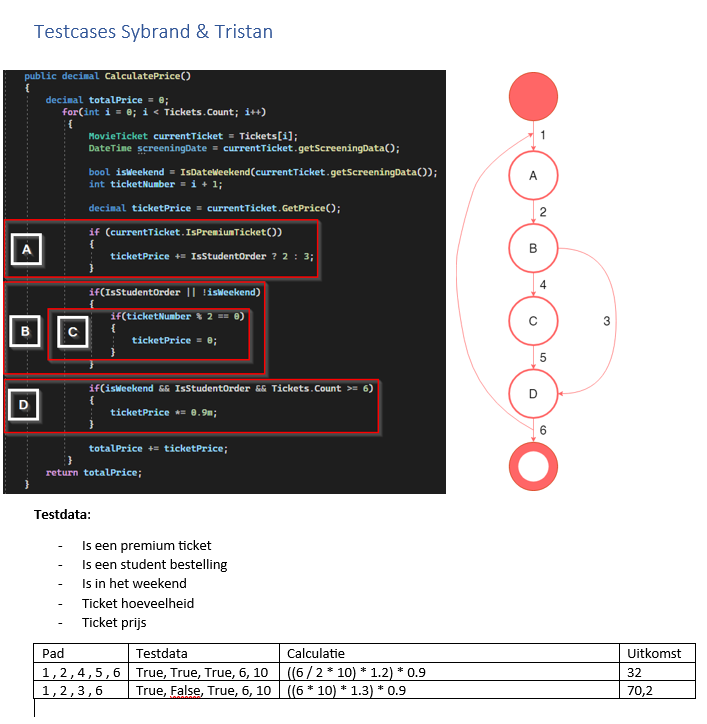 Testcases Sybrand & Tristan
public decimal CalculatePrice()
{
decimal totalPrice = 0;
for(int i = 0; i < Tickets.Count; i++)
{
MovieTicket currentTicket = Tickets[i];
DateTime screeningDate = currentTicket.getScreeningData();
bool isWeekend = IsDateWeekend(currentTicket.getScreeningData());
int ticketNumber = i + 1;
decimal ticketPrice = currentTicket.GetPrice();
if (currentTicket.IsPremiumTicket())
{
A
ticketPrice += IsStudentOrder ? 2 : 3;
}
if(IsStudentOrder || !isWeekend)
{
if(ticketNumber % 2 == 0)
B
C
{
ticketPrice = 0;
}
}
if(isWeekend && IsStudentOrder && Tickets.Count >= 6)
{
D
ticketPrice *= 0.9m;
}
totalPrice += ticketPrice;
}
return totalPrice;
}
1
A
2
B
4
C
3
5
D
6
Testdata:
- Is een premium ticket
- Is een student bestelling
- Is in het weekend
- Ticket hoeveelheid
- Ticket prijs
Pad Testdata Calculatie Uitkomst
1 , 2 , 4 , 5 , 6 True, True, True, 6, 10 ((6 / 2 * 10) * 1.2) * 0.9 32
1 , 2 , 3 , 6 True, False, True, 6, 10 ((6 * 10) * 1.3) * 0.9 70,2